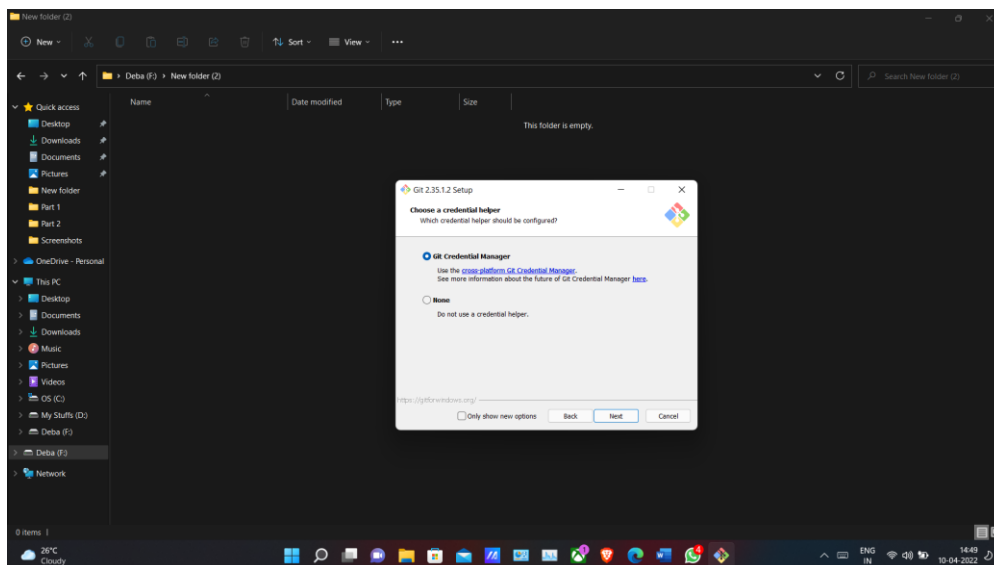 New folder (2)
New
Sort
View
Deba (F:) > New folder (2)
Search New folder (2)
Name
Date modified
Type
Size
This folder is empty.
Quick access
Desktop
Downloads
Documents
Pictures
New folder
Part 1
Part 2
Screenshots
OneDrive - Personal
This PC
Desktop
Documents
Downloads
Music
Pictures
Videos
OS (C:)
My Stuffs (D:)
Deba (F:)
Deba (F:)
Network
Git 2.35.1.2 Setup
Choose a credential helper
Which credential helper should be configured?
Git Credential Manager
Use the cross-platform Git Credential Manager.
See more information about the future of Git Credential Manager here.
None
Do not use a credential helper.
https://gitforwindows.org/
Only show new options
Back
Next
Cancel
0 items
26°C
Cloudy
4
ENG
IN
14:49
10-04-2022